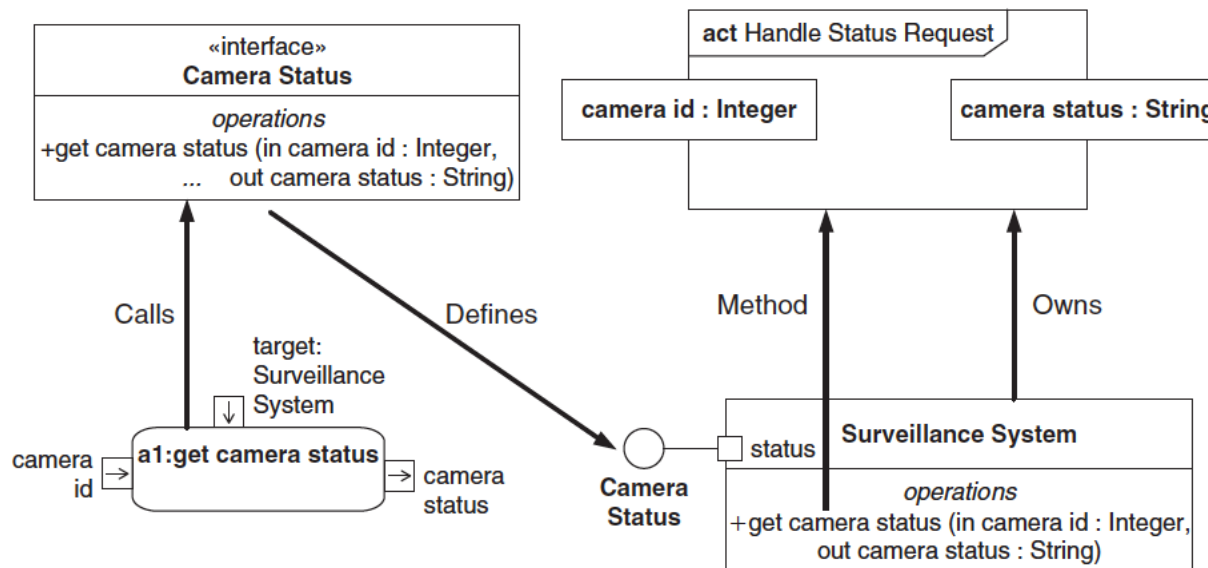 «interface»
Camera Status
operations
+get camera status (in camera id : Integer,
... out camera status : String)
act Handle Status Request
camera id : Integer
camera status : String
Calls
Defines
Method
Owns
target:
Surveillance
System
a1:get camera status
camera
id
camera
status
Camera
Status
status
Surveillance System
operations
+get camera status (in camera id : Integer,
out camera status : String)